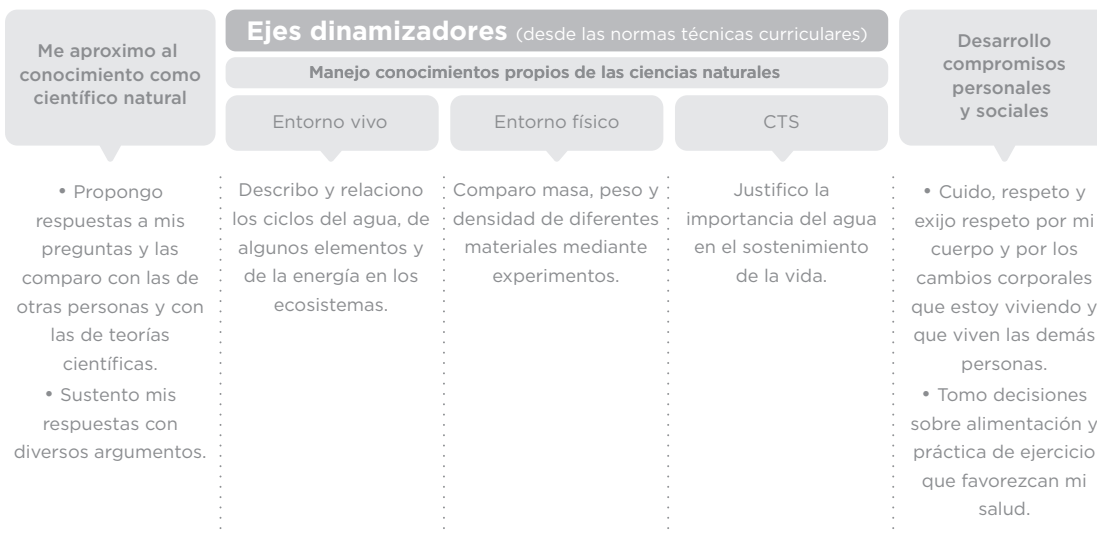 Me aproximo al
conocimiento como
científico natural
Ejes dinamizadores (desde las normas técnicas curriculares)
Manejo conocimientos propios de las ciencias naturales
Entorno vivo
Entorno físico
CTS
Desarrollo
compromisos
personales
y sociales
• Propongo
respuestas a mis
preguntas y las
comparo con las de
otras personas y con
las de teorías
científicas.
• Sustento mis
respuestas con
diversos argumentos.
Describo y relaciono
los ciclos del agua, de
algunos elementos y
de la energía en los
ecosistemas.
Comparo masa, peso y
densidad de diferentes
materiales mediante
experimentos.
Justifico la
importancia del agua
en el sostenimiento
de la vida.
• Cuido, respeto y
exijo respeto por mi
cuerpo y por los
cambios corporales
que estoy viviendo y
que viven las demás
personas.
• Tomo decisiones
sobre alimentación y
práctica de ejercicio
que favorezcan mi
salud.